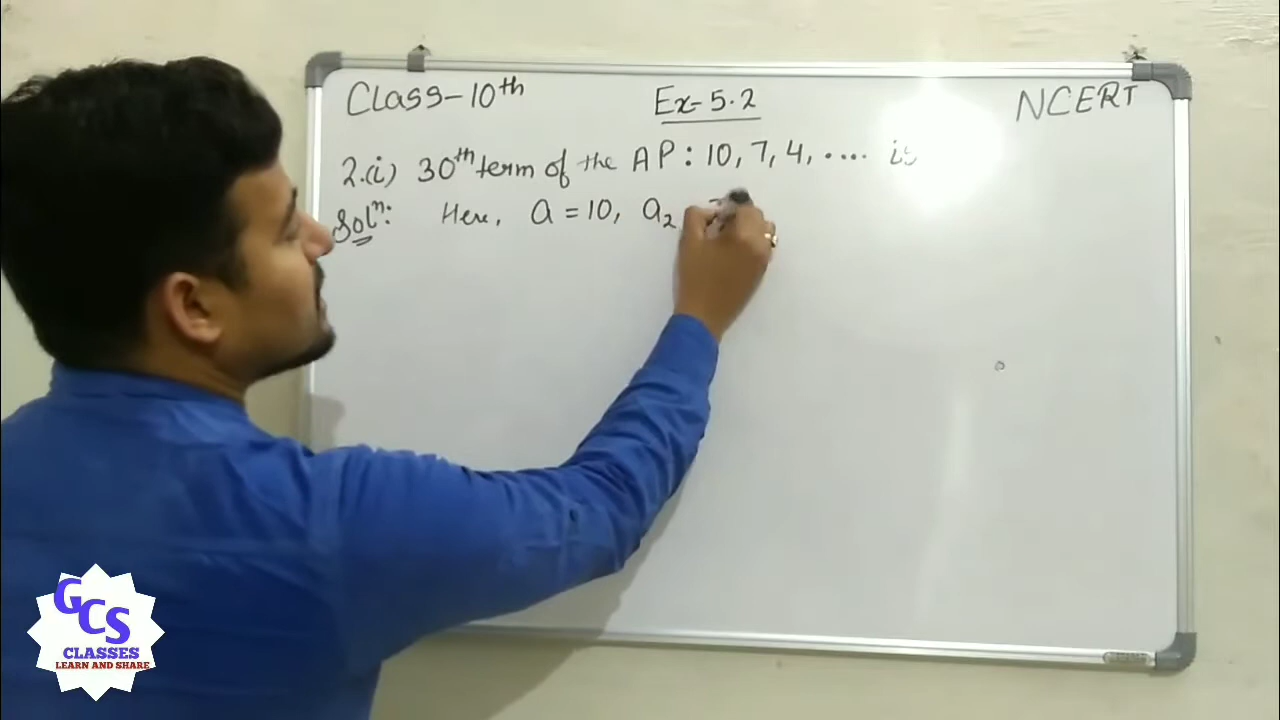 Class-10th
Ex-5.2
NCERT
2.(i) 30th term of the AP: 10, 7, 4, .... is
Solⁿ: Here, a = 10, a₂
GCS
CLASSES
LEARN AND SHARE